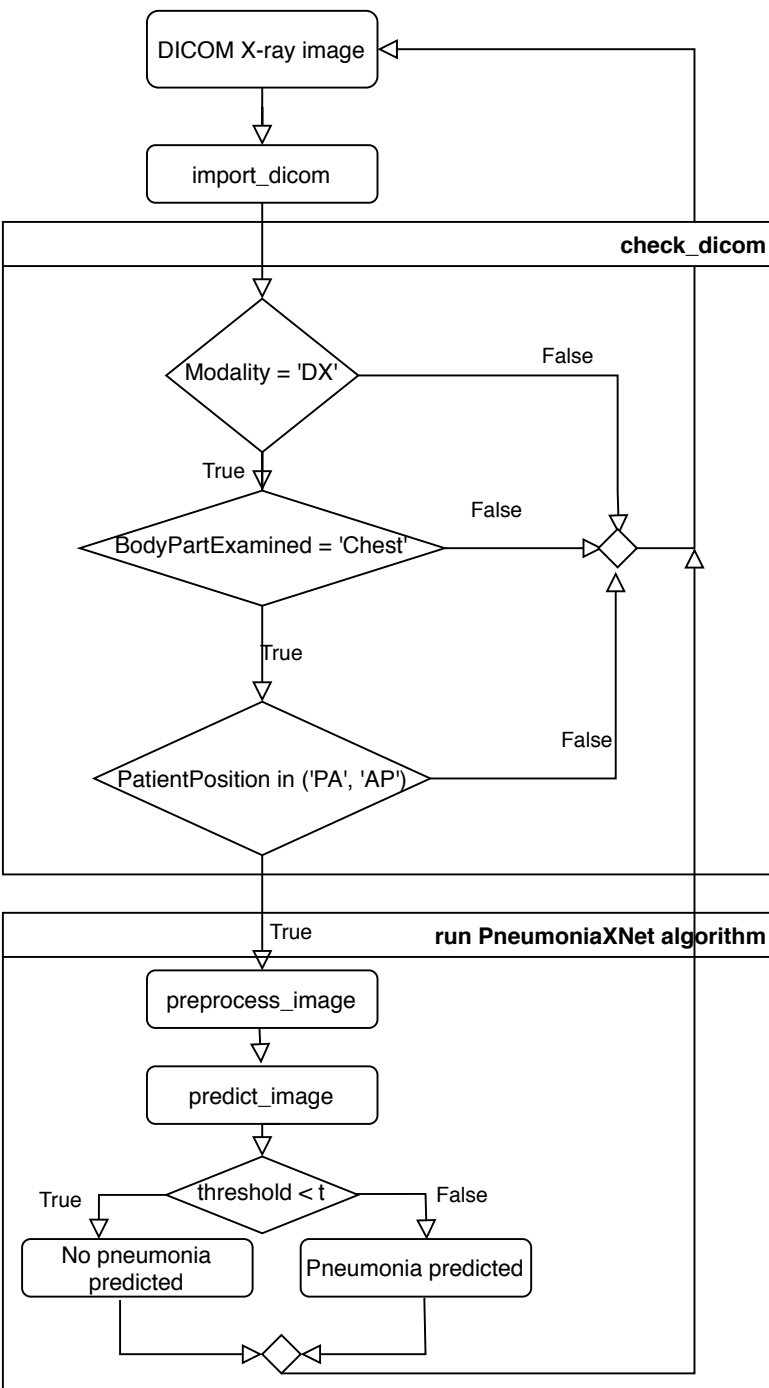 DICOM X-ray image
import_dicom
check_dicom
Modality = 'DX'
False
True
BodyPartExamined = 'Chest'
False
True
PatientPosition in ('PA', 'AP')
False
True
run PneumoniaXNet algorithm
preprocess_image
predict_image
threshold < t
True
False
No pneumonia
predicted
Pneumonia predicted